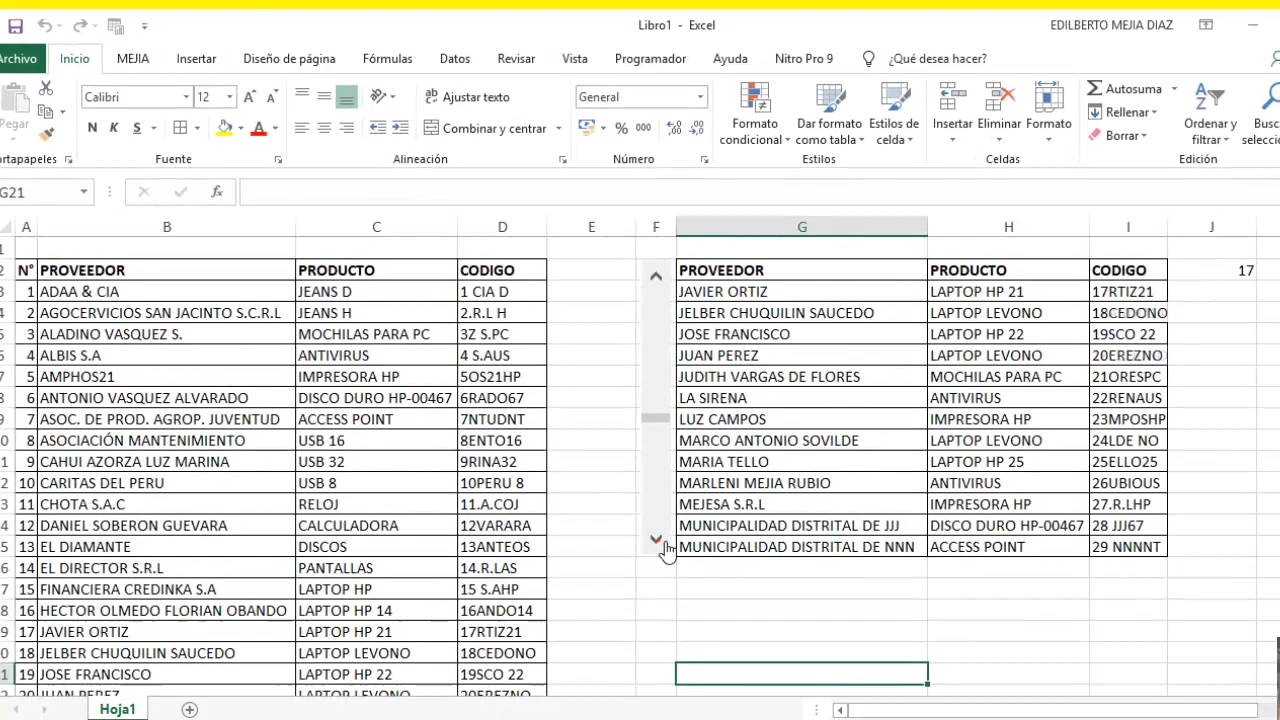 Libro1 - Excel
EDILBERTO MEJIA DIAZ
Archivo Inicio MEJIA Insertar Diseño de página Fórmulas Datos Revisar Vista Programador Ayuda Nitro Pro 9 ¿Qué desea hacer?
Pegar
Calibri 12
Ajustar texto
General
Autosuma
N K S
Combinar y centrar
% 000
Formato condicional
Dar formato como tabla
Estilos de celda
Insertar Eliminar Formato
Rellenar
Borrar
Ordenar y filtrar
Fuente Alineación Número Estilos Celdas Edición
G21 fx
A B C D E F G H I J
N° PROVEEDOR PRODUCTO CODIGO PROVEEDOR PRODUCTO CODIGO 17
1 ADAA & CIA JEANS D 1 CIA D JAVIER ORTIZ LAPTOP HP 21 17RTIZ21
2 AGOCERVICIOS SAN JACINTO S.C.R.L JEANS H 2.R.L H JELBER CHUQUILIN SAUCEDO LAPTOP LEVONO 18CEDONO
3 ALADINO VASQUEZ S. MOCHILAS PARA PC 3Z S.PC JOSE FRANCISCO LAPTOP HP 22 19SCO 22
4 ALBIS S.A ANTIVIRUS 4 S.AUS JUAN PEREZ LAPTOP LEVONO 20EREZNO
5 AMPHOS21 IMPRESORA HP 5OS21HP JUDITH VARGAS DE FLORES MOCHILAS PARA PC 21ORESPC
6 ANTONIO VASQUEZ ALVARADO DISCO DURO HP-00467 6RADO67 LA SIRENA ANTIVIRUS 22RENAUS
7 ASOC. DE PROD. AGROP. JUVENTUD ACCESS POINT 7NTUDNT LUZ CAMPOS IMPRESORA HP 23MPOSHP
8 ASOCIACIÓN MANTENIMIENTO USB 16 8ENTO16 MARCO ANTONIO SOVILDE LAPTOP LEVONO 24LDE NO
9 CAHUI AZORZA LUZ MARINA USB 32 9RINA32 MARIA TELLO LAPTOP HP 25 25ELLO25
10 CARITAS DEL PERU USB 8 10PERU 8 MARLENI MEJIA RUBIO ANTIVIRUS 26UBIOUS
11 CHOTA S.A.C RELOJ 11.A.COJ MEJESA S.R.L IMPRESORA HP 27.R.LHP
12 DANIEL SOBERON GUEVARA CALCULADORA 12VARARA MUNICIPALIDAD DISTRITAL DE JJJ DISCO DURO HP-00467 28 JJJ67
13 EL DIAMANTE DISCOS 13ANTEOS MUNICIPALIDAD DISTRITAL DE NNN ACCESS POINT 29 NNNNT
14 EL DIRECTOR S.R.L PANTALLAS 14.R.LAS
15 FINANCIERA CREDINKA S.A LAPTOP HP 15 S.AHP
16 HECTOR OLMEDO FLORIAN OBANDO LAPTOP HP 14 16ANDO14
17 JAVIER ORTIZ LAPTOP HP 21 17RTIZ21
18 JELBER CHUQUILIN SAUCEDO LAPTOP LEVONO 18CEDONO
19 JOSE FRANCISCO LAPTOP HP 22 19SCO 22
20 JUAN PEREZ LAPTOP LEVONO 20EREZNO
Hoja1